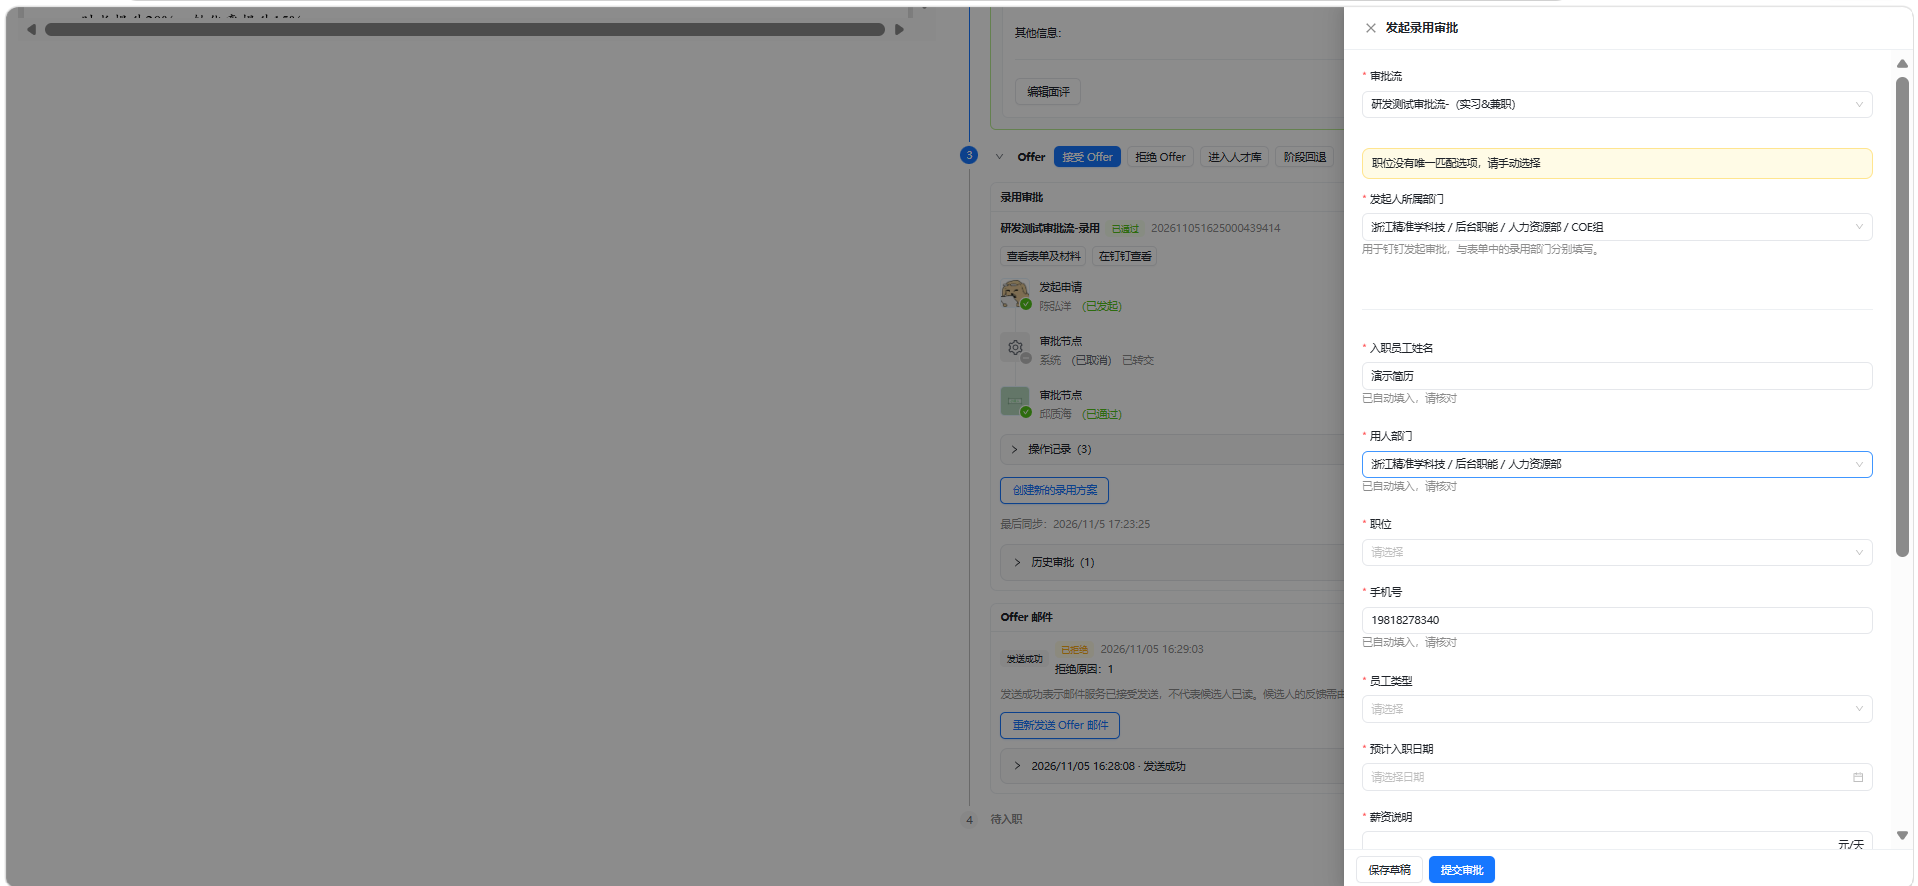 其他信息：
编辑面评
3
Offer
接受 Offer
拒绝 Offer
进入人才库
阶段回退
录用审批
研发测试审批流-录用
已通过
202611051625000439414
查看表单及材料
在钉钉查看
发起申请
陈弘洋 (已发起)
审批节点
系统 (已取消) 已转交
审批节点
邱质海 (已通过)
操作记录 (3)
创建新的录用方案
最后同步：2026/11/5 17:23:25
历史审批 (1)
Offer 邮件
发送成功
已拒绝
2026/11/05 16:29:03
拒绝原因：1
发送成功表示邮件服务已接受发送，不代表候选人已读。候选人的反馈需由
重新发送 Offer 邮件
2026/11/05 16:28:08 · 发送成功
4
待入职
发起录用审批
* 审批流
研发测试审批流-（实习&兼职）
职位没有唯一匹配选项，请手动选择
* 发起人所属部门
浙江精准学科技 / 后台职能 / 人力资源部 / COE组
用于钉钉发起审批，与表单中的录用部门分别填写。
* 入职员工姓名
演示简历
已自动填入，请核对
* 用人部门
浙江精准学科技 / 后台职能 / 人力资源部
已自动填入，请核对
* 职位
请选择
* 手机号
19818278340
已自动填入，请核对
* 员工类型
请选择
* 预计入职日期
请选择日期
* 薪资说明
元/天
保存草稿
提交审批